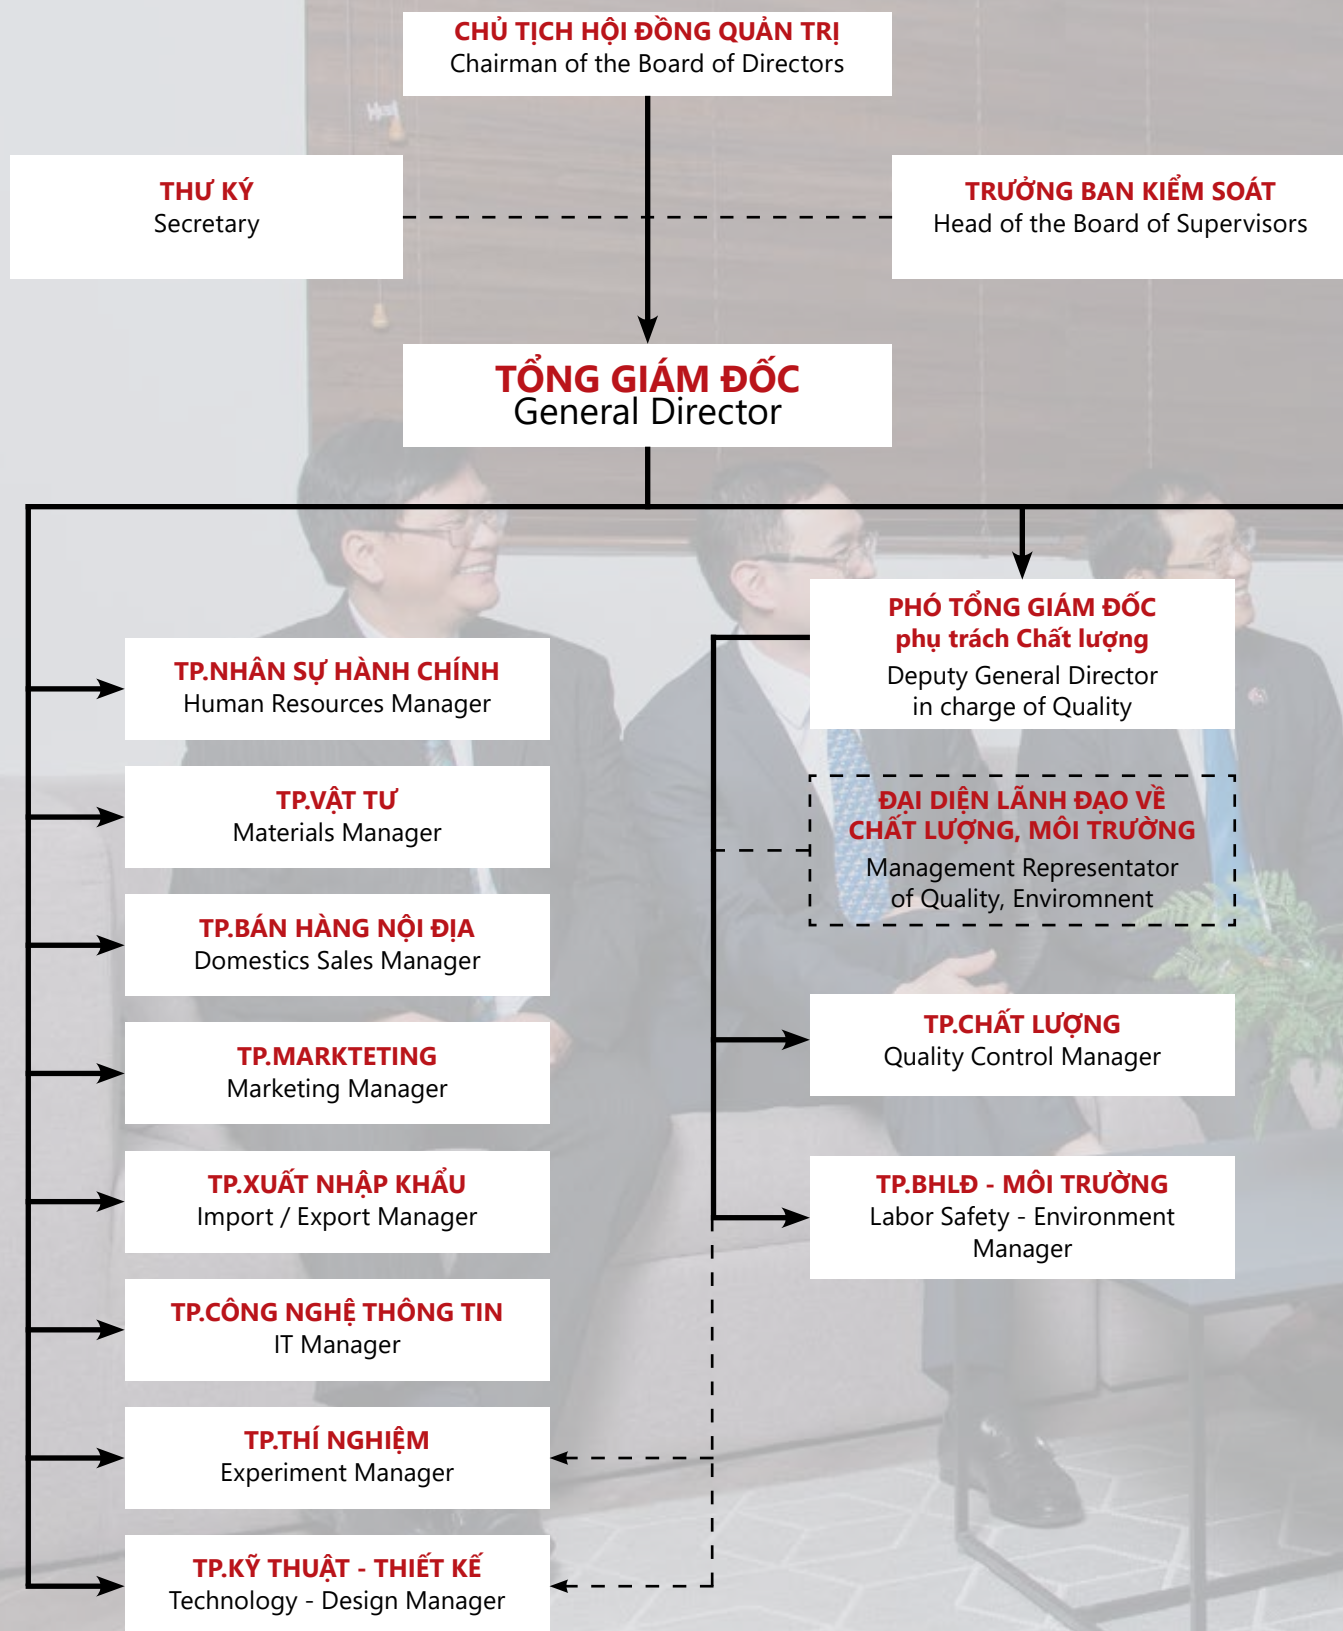 CHỦ TỊCH HỘI ĐỒNG QUẢN TRỊ
Chairman of the Board of Directors
THƯ KÝ
Secretary
TRƯỞNG BAN KIỂM SOÁT
Head of the Board of Supervisors
TỔNG GIÁM ĐỐC
General Director
PHÓ TỔNG GIÁM ĐỐC
phụ trách Chất lượng
Deputy General Director
in charge of Quality
TP.NHÂN SỰ HÀNH CHÍNH
Human Resources Manager
TP.VẬT TƯ
Materials Manager
TP.BÁN HÀNG NỘI ĐỊA
Domestics Sales Manager
TP.MARKTETING
Marketing Manager
TP.XUẤT NHẬP KHẨU
Import / Export Manager
TP.CÔNG NGHỆ THÔNG TIN
IT Manager
TP.THÍ NGHIỆM
Experiment Manager
TP.KỸ THUẬT - THIẾT KẾ
Technology - Design Manager
ĐẠI DIỆN LÃNH ĐẠO VỀ
CHẤT LƯỢNG, MÔI TRƯỜNG
Management Representator
of Quality, Enviromnent
TP.CHẤT LƯỢNG
Quality Control Manager
TP.BHLĐ - MÔI TRƯỜNG
Labor Safety - Environment
Manager